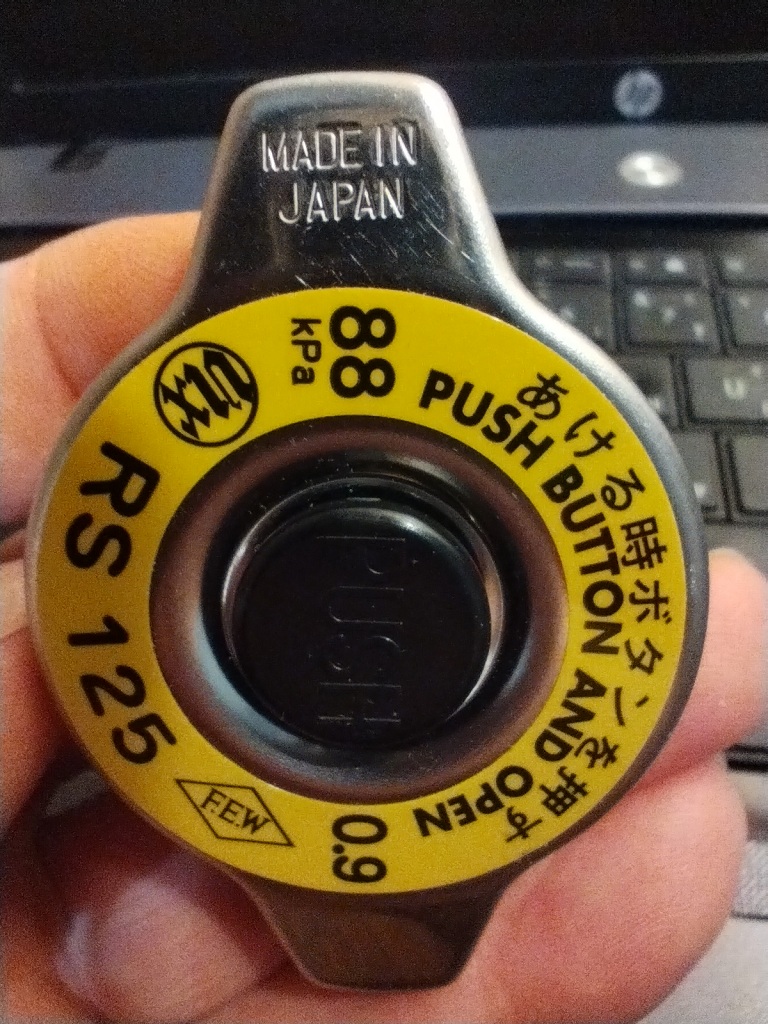 MADE IN
JAPAN
88
kPa
あける時ボタンを押す
PUSH BUTTON AND OPEN
0.9
F.E.W
RS 125
PUSH
hp